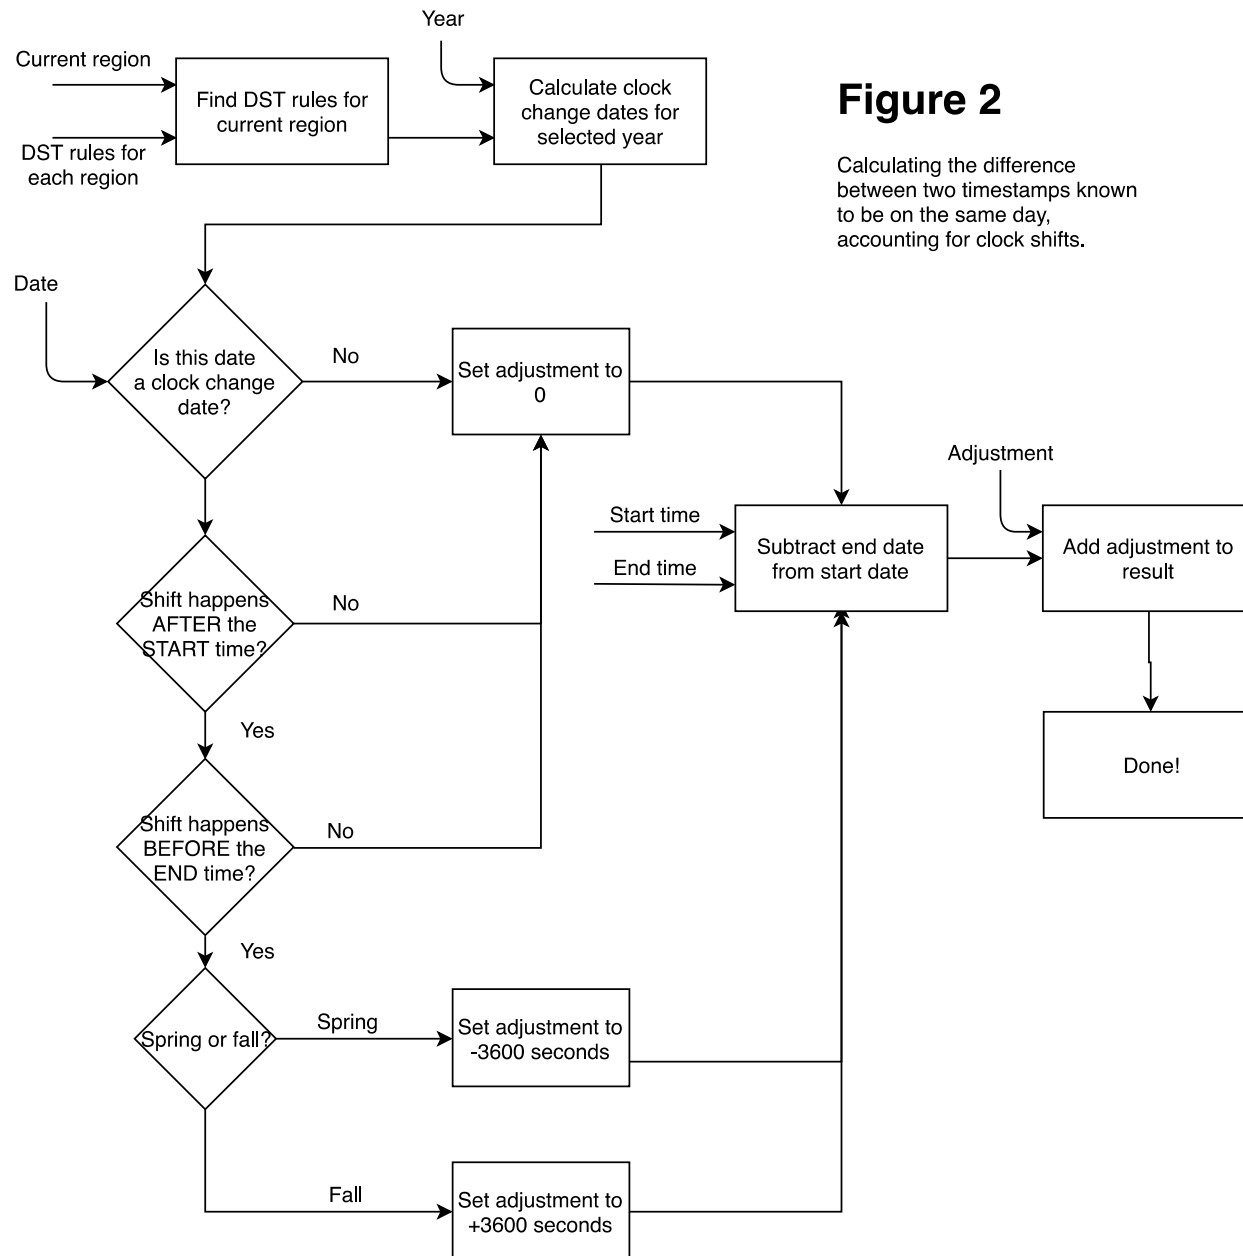 Year
Current region
Find DST rules for
current region
DST rules for
each region
Calculate clock
change dates for
selected year
Figure 2
Calculating the difference
between two timestamps known
to be on the same day,
accounting for clock shifts.
Date
Is this date
a clock change
date?
No
Set adjustment to
0
Adjustment
Start time
End time
Subtract end date
from start date
Add adjustment to
result
Shift happens
AFTER the
START time?
No
Yes
Done!
Shift happens
BEFORE the
END time?
No
Yes
Spring or fall?
Spring
Set adjustment to
-3600 seconds
Fall
Set adjustment to
+3600 seconds